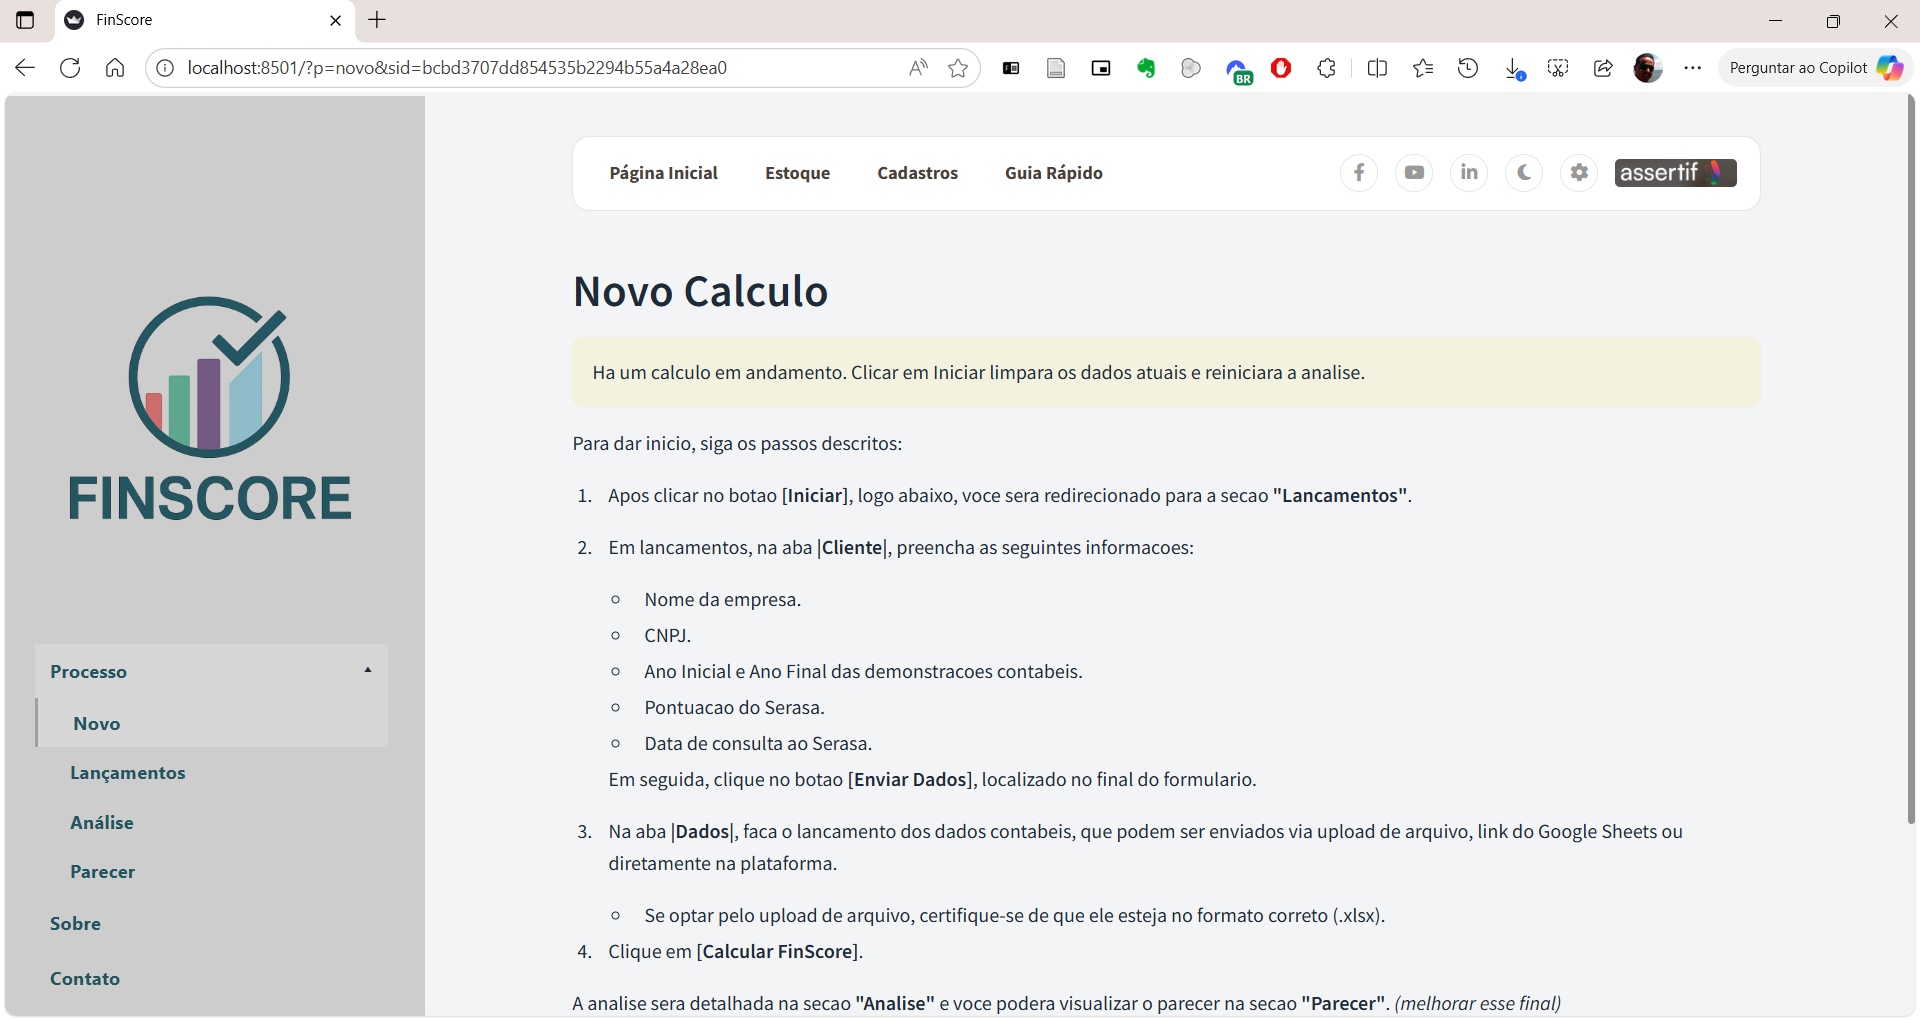 FinScore
localhost:8501/?p=novo&sid=bcbd3707dd854535b2294b55a4a28ea0
BR
Perguntar ao Copilot
Página Inicial Estoque Cadastros Guia Rápido assertif
FINSCORE
Processo
Novo
Lançamentos
Análise
Parecer
Sobre
Contato
Novo Calculo
Ha um calculo em andamento. Clicar em Iniciar limpara os dados atuais e reiniciara a analise.
Para dar inicio, siga os passos descritos:
1. Apos clicar no botao [Iniciar], logo abaixo, voce sera redirecionado para a secao "Lancamentos".
2. Em lancamentos, na aba |Cliente|, preencha as seguintes informacoes:
Nome da empresa.
CNPJ.
Ano Inicial e Ano Final das demonstracoes contabeis.
Pontuacao do Serasa.
Data de consulta ao Serasa.
Em seguida, clique no botao [Enviar Dados], localizado no final do formulario.
3. Na aba |Dados|, faca o lancamento dos dados contabeis, que podem ser enviados via upload de arquivo, link do Google Sheets ou
diretamente na plataforma.
Se optar pelo upload de arquivo, certifique-se de que ele esteja no formato correto (.xlsx).
4. Clique em [Calcular FinScore].
A analise sera detalhada na secao "Analise" e voce podera visualizar o parecer na secao "Parecer". (melhorar esse final)